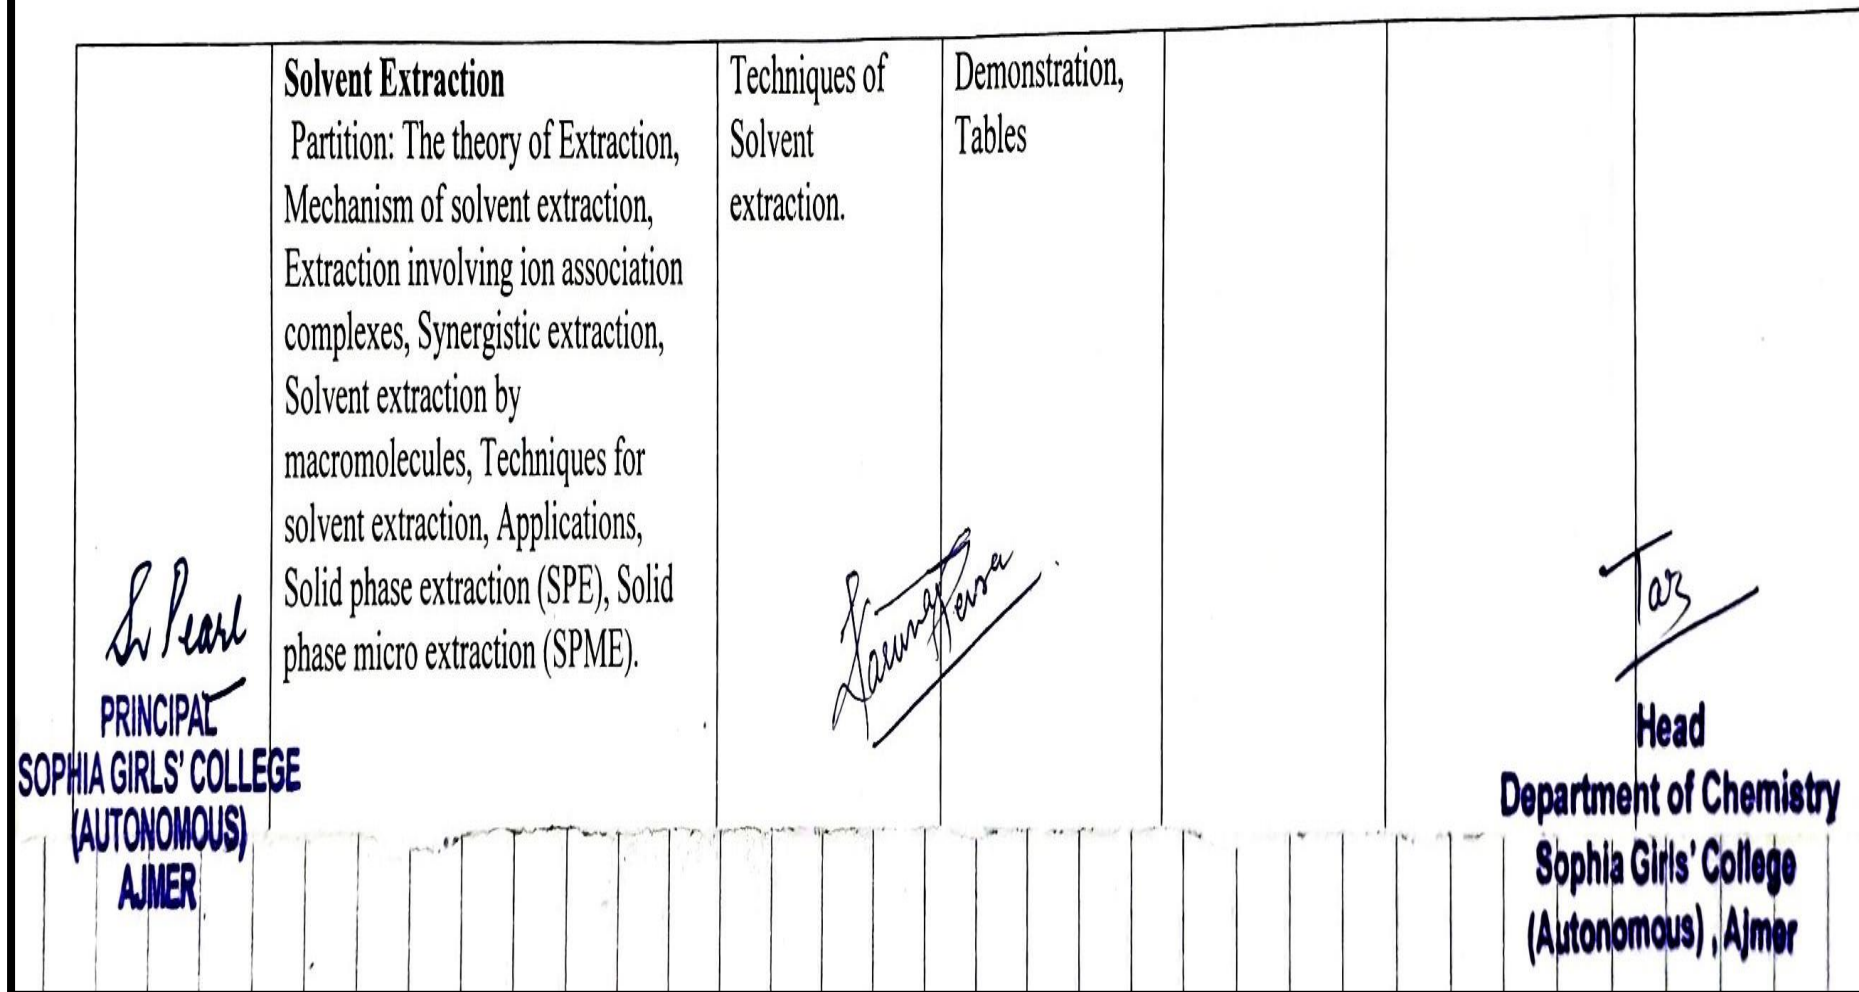 Solvent Extraction
Partition: The theory of Extraction,
Mechanism of solvent extraction,
Extraction involving ion association
complexes, Synergistic extraction,
Solvent extraction by
macromolecules, Techniques for
solvent extraction, Applications,
Solid phase extraction (SPE), Solid
phase micro extraction (SPME).
Techniques of
Solvent
extraction.
Demonstration,
Tables
Sr Pearl
PRINCIPAL
SOPHIA GIRLS' COLLEGE
(AUTONOMOUS)
AJMER
Head
Department of Chemistry
Sophia Girls' College
(Autonomous), Ajmer